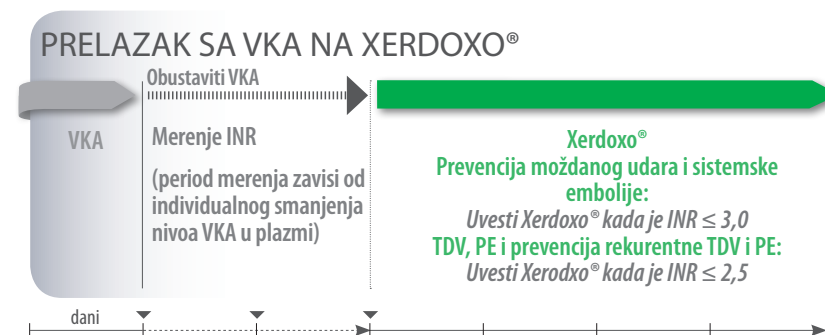 PRELAZAK SA VKA NA XERDOXO®
Obustaviti VKA
VKA
Merenje INR
(period merenja zavisi od
individualnog smanjenja
nivoa VKA u plazmi)
Xerdoxo®
Prevencija moždanog udara i sistemske
embolije:
Uvesti Xerdoxo® kada je INR ≤ 3,0
TDV, PE i prevencija rekurentne TDV i PE:
Uvesti Xerodxo® kada je INR ≤ 2,5
dani